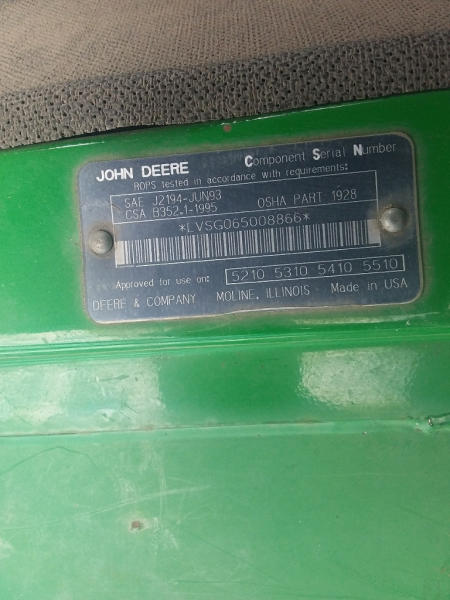 JOHN DEERE Component Serial Number
ROPS tested in accordance with requirements:
SAE J2194-JUN93 OSHA PART 1928
CSA B352.1-1995
*LVSG065008866*
Approved for use on: 5210 5310 5410 5510
DEERE & COMPANY MOLINE, ILLINOIS Made in USA